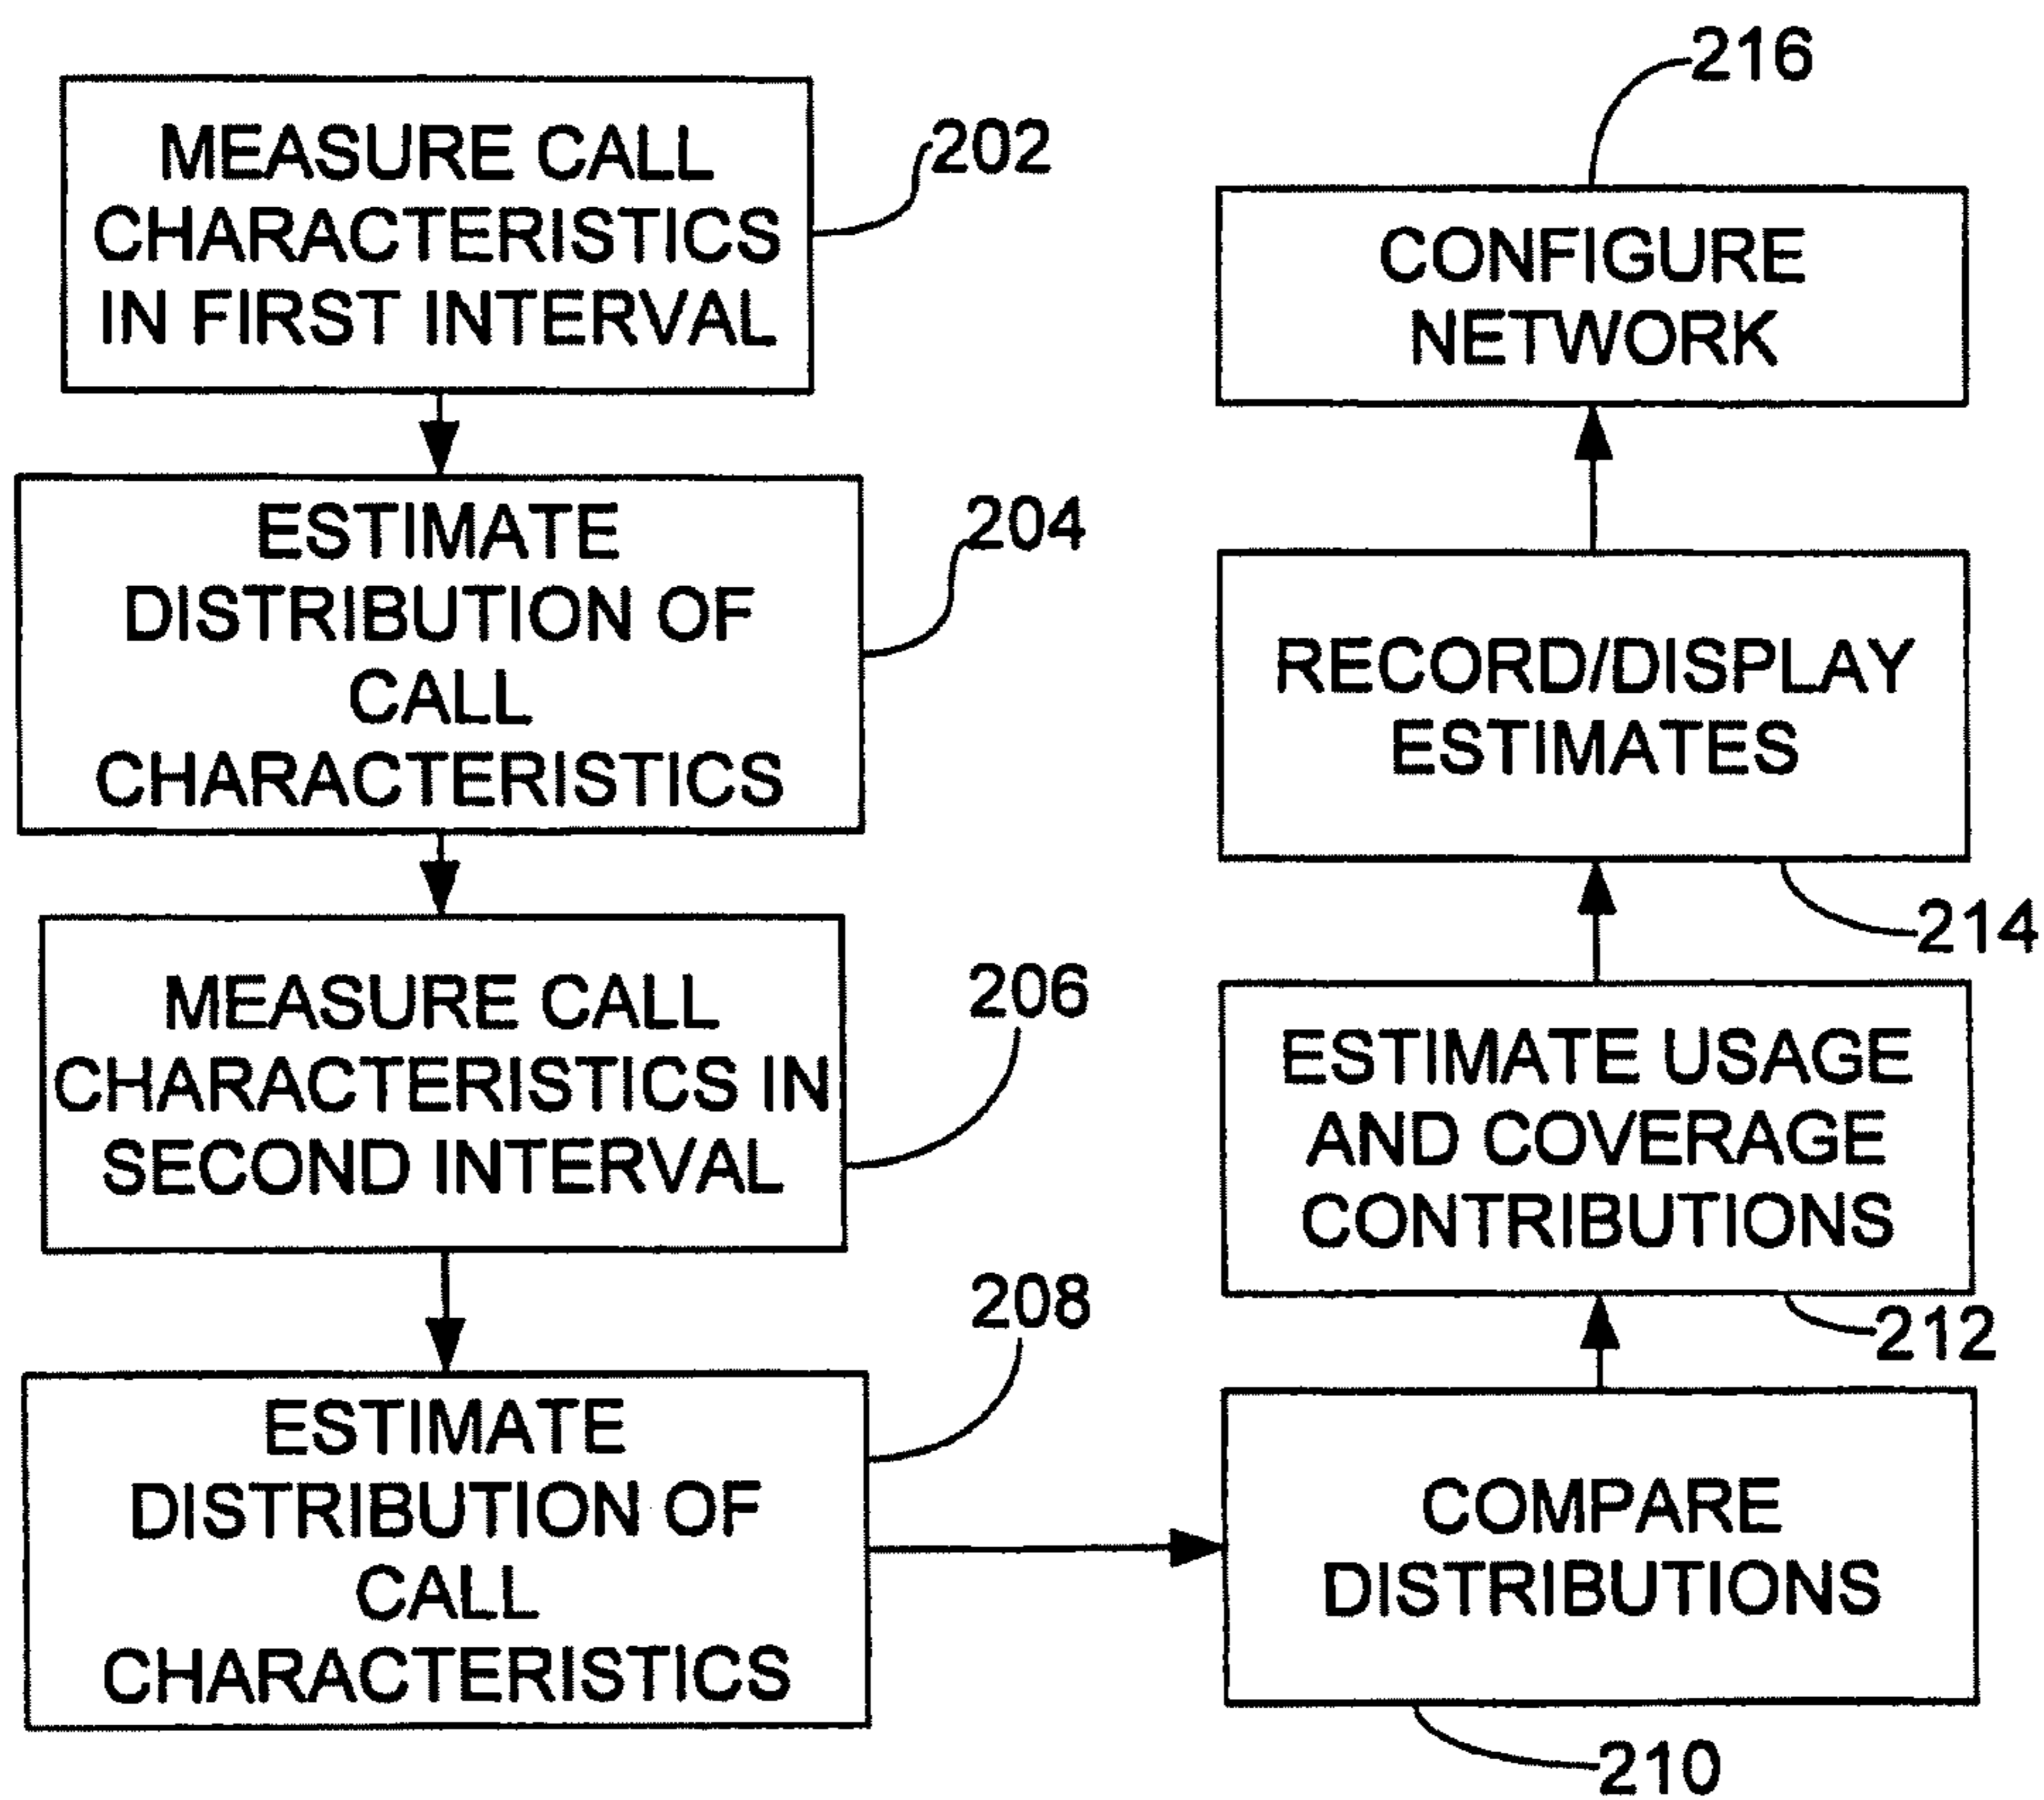 MEASURE CALL
CHARACTERISTICS
IN FIRST INTERVAL
202
ESTIMATE
DISTRIBUTION OF
CALL
CHARACTERISTICS
204
MEASURE CALL
CHARACTERISTICS IN
SECOND INTERVAL
206
ESTIMATE
DISTRIBUTION OF
CALL
CHARACTERISTICS
208
COMPARE
DISTRIBUTIONS
210
ESTIMATE USAGE
AND COVERAGE
CONTRIBUTIONS
212
RECORD/DISPLAY
ESTIMATES
214
CONFIGURE
NETWORK
216